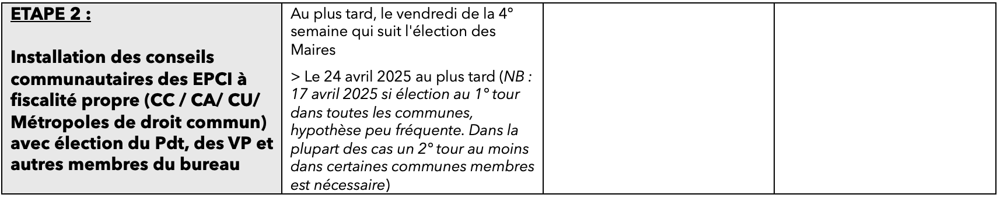 ETAPE 2 :
Installation des conseils
communautaires des EPCI à
fiscalité propre (CC / CA/ CU/
Métropoles de droit commun)
avec élection du Pdt, des VP et
autres membres du bureau
Au plus tard, le vendredi de la 4°
semaine qui suit l'élection des
Maires
> Le 24 avril 2025 au plus tard (NB :
17 avril 2025 si élection au 1° tour
dans toutes les communes,
hypothèse peu fréquente. Dans la
plupart des cas un 2° tour au moins
dans certaines communes membres
est nécessaire)